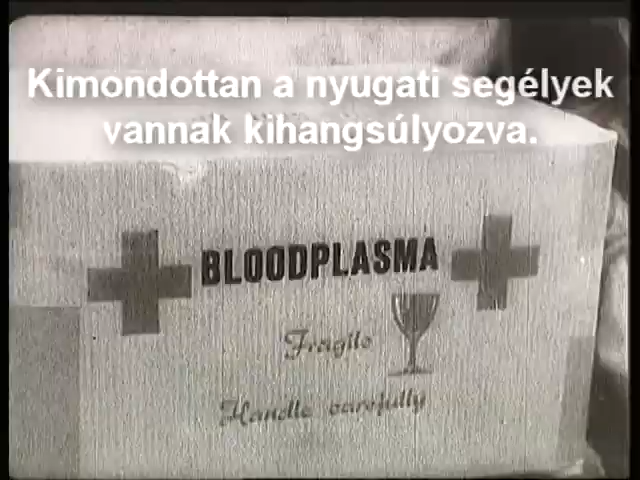 Kimondottan a nyugati segélyek
vannak kihangsúlyozva.
BLOODPLASMA
Fragile
Handle carefully